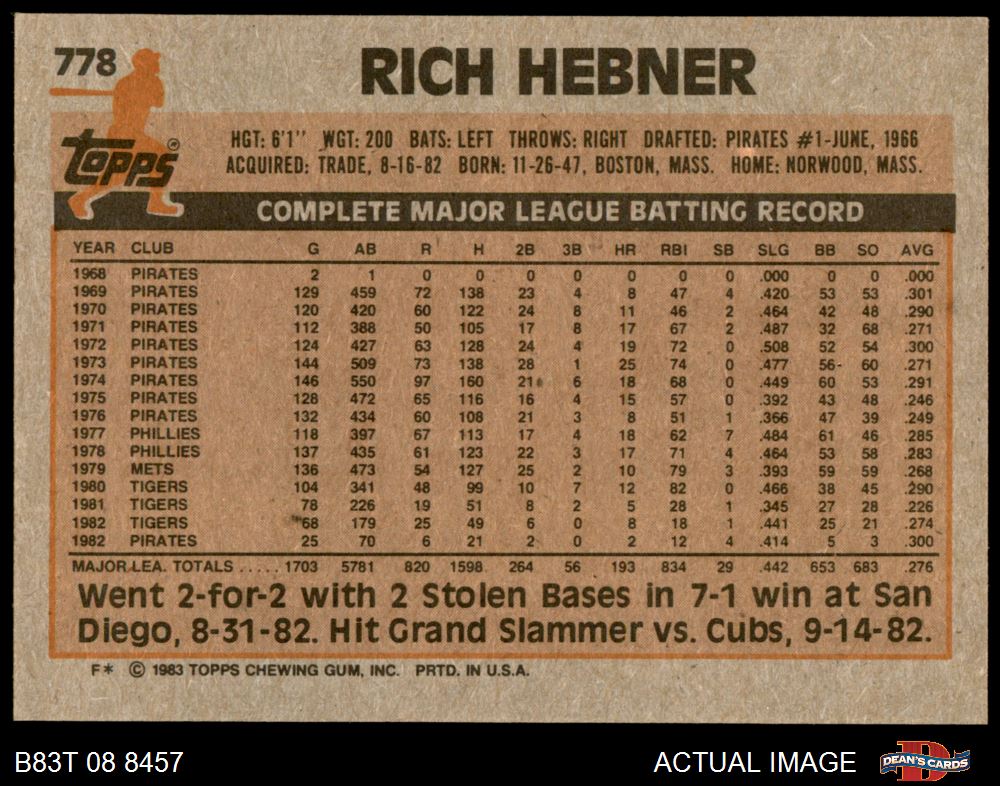 778
RICH HEBNER
Topps®
HGT: 6'1'' WGT: 200 BATS: LEFT THROWS: RIGHT DRAFTED: PIRATES #1-JUNE, 1966
ACQUIRED: TRADE, 8-16-82 BORN: 11-26-47, BOSTON, MASS. HOME: NORWOOD, MASS.
COMPLETE MAJOR LEAGUE BATTING RECORD
YEAR CLUB G AB R H 2B 3B HR RBI SB SLG BB SO AVG
1968 PIRATES 2 1 0 0 0 0 0 0 0 .000 0 0 .000
1969 PIRATES 129 459 72 138 23 4 8 47 4 .420 53 53 .301
1970 PIRATES 120 420 60 122 24 8 11 46 2 .464 42 48 .290
1971 PIRATES 112 388 50 105 17 8 17 67 2 .487 32 68 .271
1972 PIRATES 124 427 63 128 24 4 19 72 0 .508 52 54 .300
1973 PIRATES 144 509 73 138 28 1 25 74 0 .477 56 60 .271
1974 PIRATES 146 550 97 160 21 6 18 68 0 .449 60 53 .291
1975 PIRATES 128 472 65 116 16 4 15 57 0 .392 43 48 .246
1976 PIRATES 132 434 60 108 21 3 8 51 1 .366 47 39 .249
1977 PHILLIES 118 397 67 113 17 4 18 62 7 .484 61 46 .285
1978 PHILLIES 137 435 61 123 22 3 17 71 4 .464 53 58 .283
1979 METS 136 473 54 127 25 2 10 79 3 .393 59 59 .268
1980 TIGERS 104 341 48 99 10 7 12 82 0 .466 38 45 .290
1981 TIGERS 78 226 19 51 8 2 5 28 1 .345 27 28 .226
1982 TIGERS 68 179 25 49 6 0 8 18 1 .441 25 21 .274
1982 PIRATES 25 70 6 21 2 0 2 12 4 .414 5 3 .300
MAJOR LEA. TOTALS ..... 1703 5781 820 1598 264 56 193 834 29 .442 653 683 .276
Went 2-for-2 with 2 Stolen Bases in 7-1 win at San
Diego, 8-31-82. Hit Grand Slammer vs. Cubs, 9-14-82.
F* © 1983 TOPPS CHEWING GUM, INC. PRTD. IN U.S.A.
B83T 08 8457
ACTUAL IMAGE
D
DEAN'S CARDS